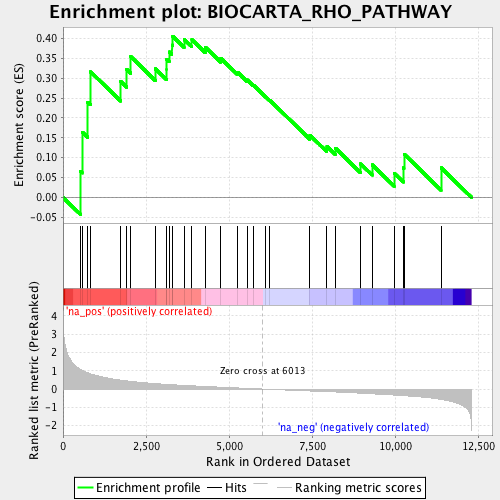 Enrichment plot: BIOCARTA_RHO_PATHWAY
Enrichment score (ES)
0.40
0.35
0.30
0.25
0.20
0.15
0.10
0.05
0.00
-0.05
'na_pos' (positively correlated)
Ranked list metric (PreRanked)
4
3
2
1
0
-1
-2
Zero cross at 6013
'na_neg' (negatively correlated)
0 2,500 5,000 7,500 10,000 12,500
Rank in Ordered Dataset
Enrichment profile Hits Ranking metric scores